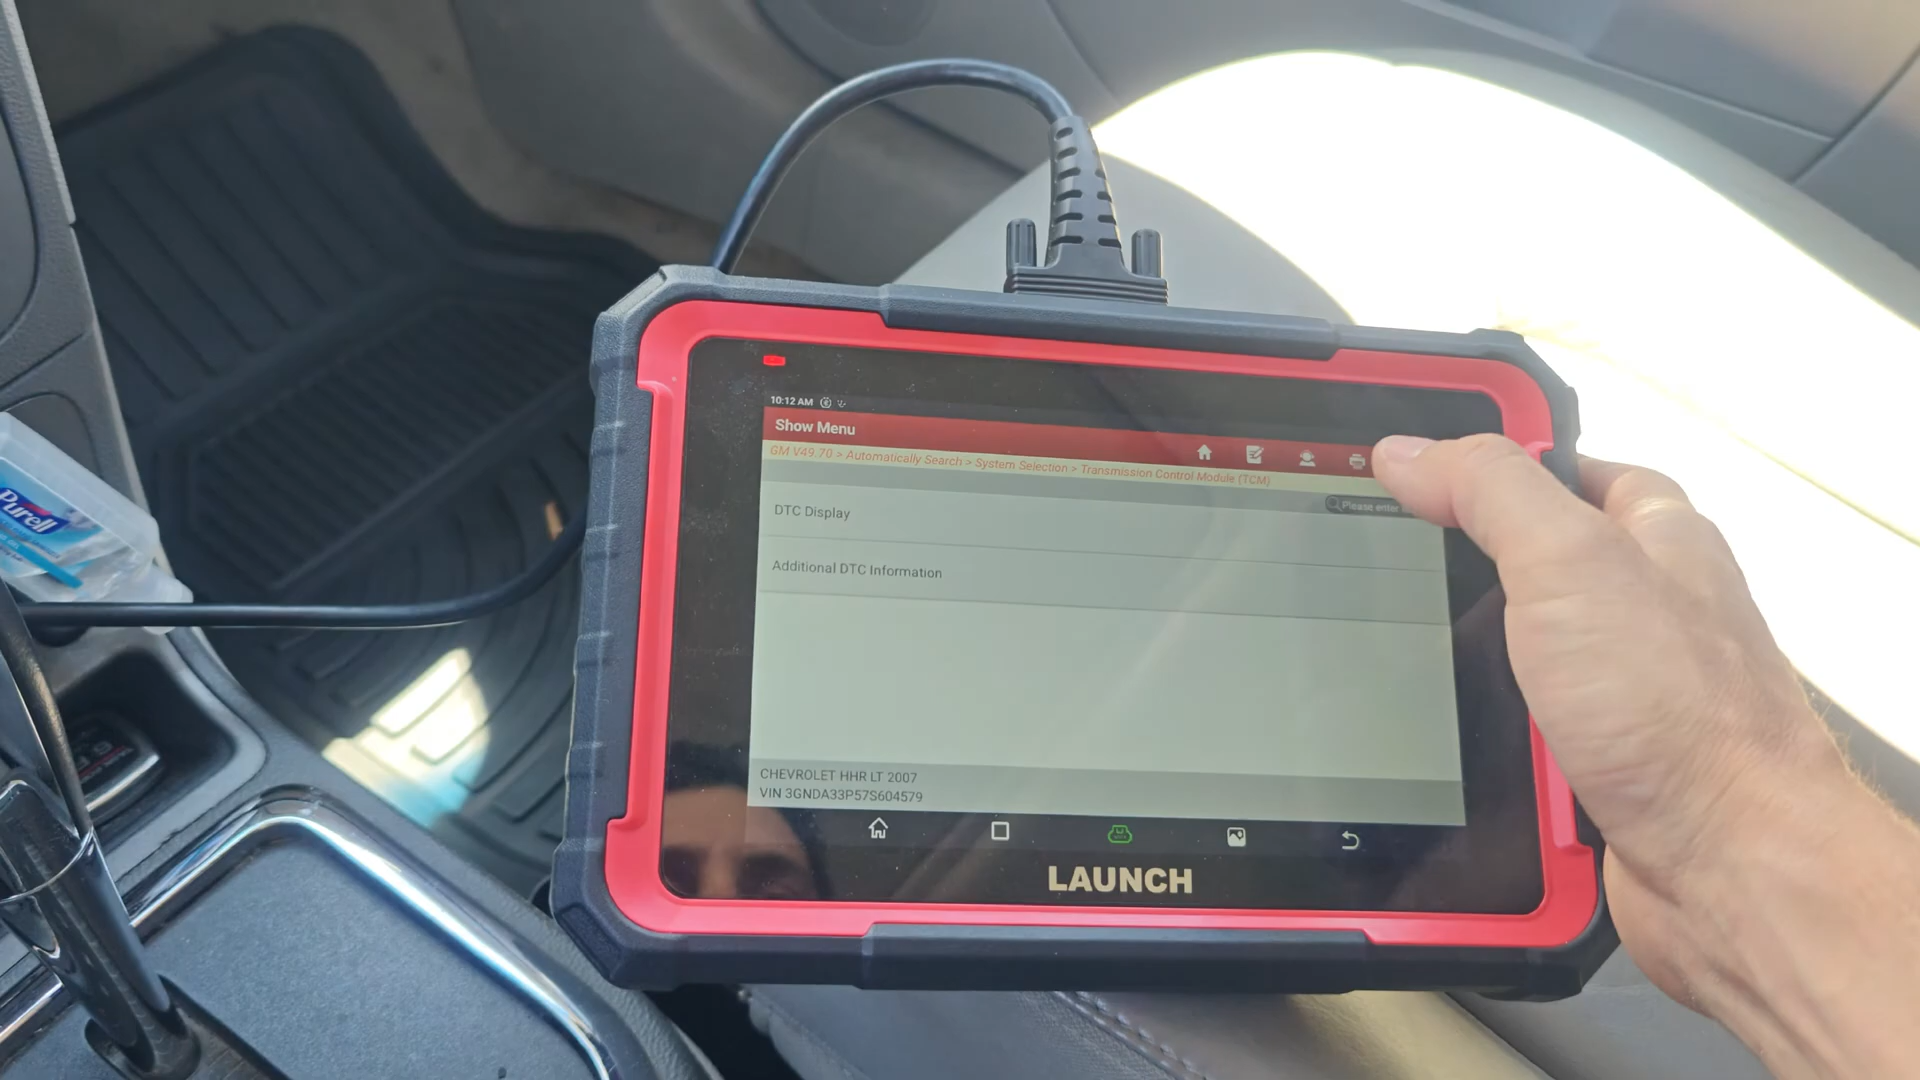 10:12 AM
Show Menu
GM V49.70 > Automatically Search > System Selection > Transmission Control Module (TCM)
Please enter
DTC Display
Additional DTC Information
CHEVROLET HHR LT 2007
VIN 3GNDA33P57S604579
LAUNCH
Purell